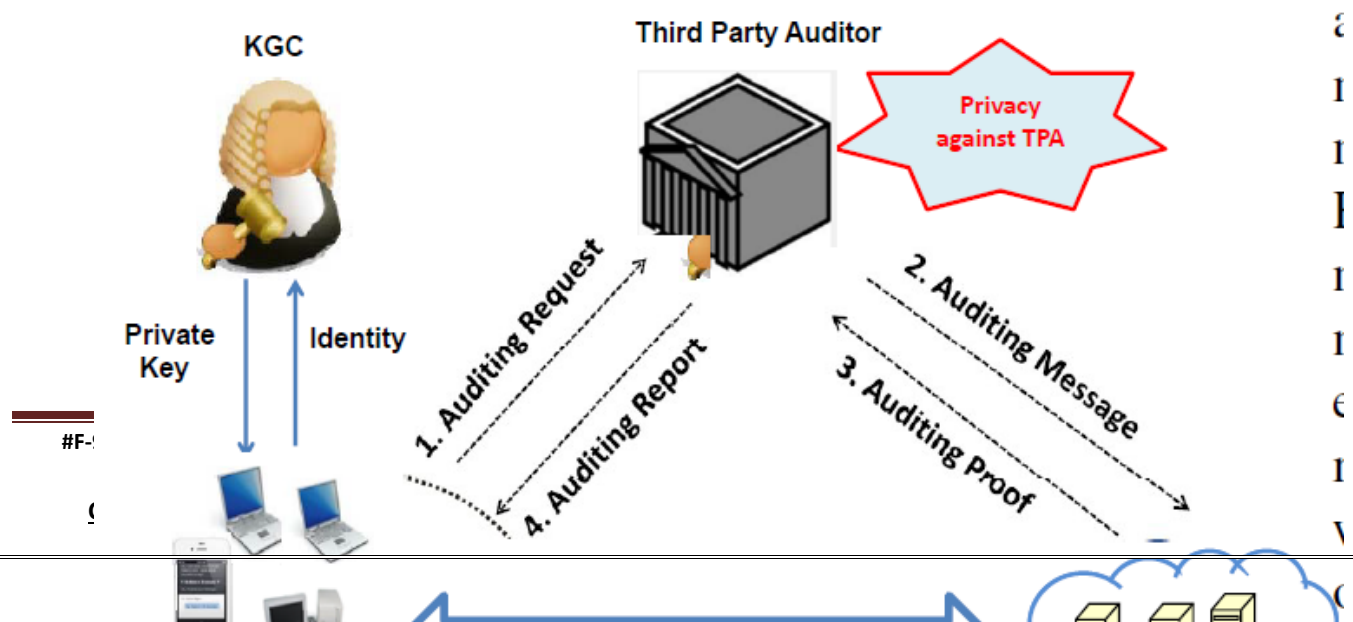 KGC
Third Party Auditor
Privacy
against TPA
Private
Key
Identity
1. Auditing Request
4. Auditing Report
2. Auditing Message
3. Auditing Proof
#F-